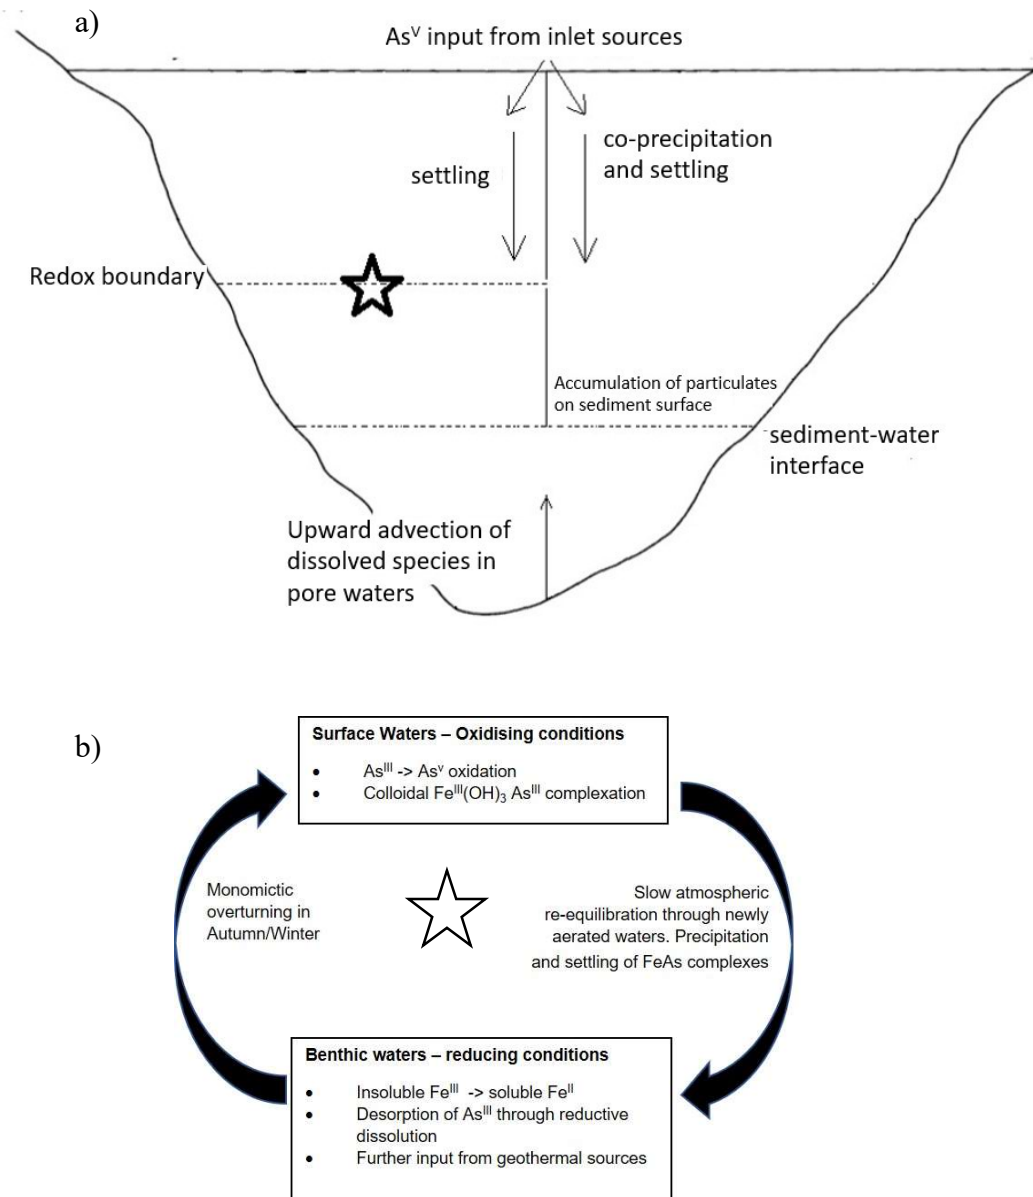 a)
As^V input from inlet sources
settling
co-precipitation
and settling
Redox boundary
Accumulation of particulates
on sediment surface
sediment-water
interface
Upward advection of
dissolved species in
pore waters
b)
Surface Waters – Oxidising conditions
• As^III -> As^V oxidation
• Colloidal Fe^III(OH)₃ As^III complexation
Monomictic
overturning in
Autumn/Winter
Slow atmospheric
re-equilibration through newly
aerated waters. Precipitation
and settling of FeAs complexes
Benthic waters – reducing conditions
• Insoluble Fe^III -> soluble Fe^II
• Desorption of As^III through reductive
dissolution
• Further input from geothermal sources